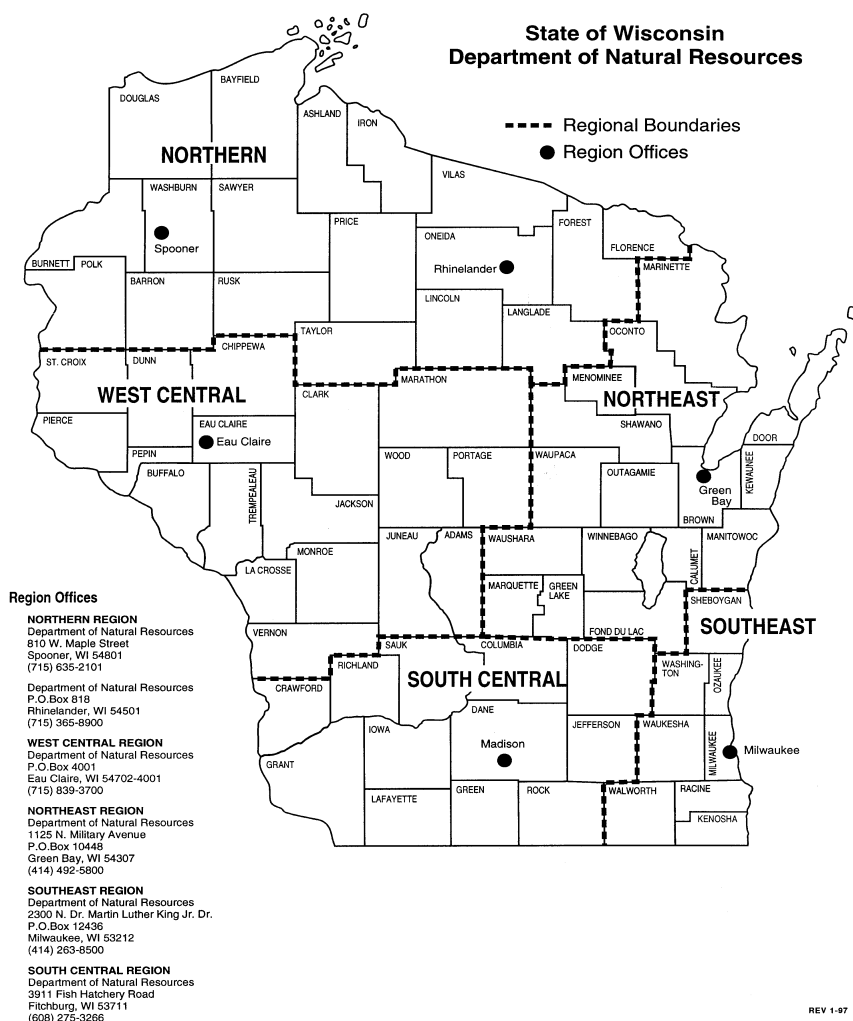 State of Wisconsin
Department of Natural Resources
Regional Boundaries
Region Offices
BAYFIELD
DOUGLAS
ASHLAND
IRON
NORTHERN
VILAS
WASHBURN
SAWYER
PRICE
FOREST
ONEIDA
FLORENCE
Spooner
BURNETT
POLK
Rhinelander
MARINETTE
BARRON
RUSK
LINCOLN
LANGLADE
TAYLOR
OCONTO
CHIPPEWA
ST. CROIX
DUNN
MARATHON
MENOMINEE
WEST CENTRAL
CLARK
NORTHEAST
PIERCE
EAU CLAIRE
Eau Claire
SHAWANO
DOOR
PEPIN
WOOD
PORTAGE
WAUPACA
BUFFALO
OUTAGAMIE
KEWAUNEE
TREMPEALEAU
Green
Bay
JACKSON
BROWN
JUNEAU
ADAMS
WAUSHARA
WINNEBAGO
MANITOWOC
MONROE
CALUMET
LA CROSSE
MARQUETTE
GREEN
LAKE
SHEBOYGAN
VERNON
FOND DU LAC
SOUTHEAST
SAUK
COLUMBIA
DODGE
RICHLAND
WASHING-
TON
OZAUKEE
SOUTH CENTRAL
CRAWFORD
DANE
IOWA
JEFFERSON
WAUKESHA
Madison
MILWAUKEE
Milwaukee
GRANT
LAFAYETTE
GREEN
ROCK
WALWORTH
RACINE
KENOSHA
Region Offices
NORTHERN REGION
Department of Natural Resources
810 W. Maple Street
Spooner, WI 54801
(715) 635-2101
Department of Natural Resources
P.O.Box 818
Rhinelander, WI 54501
(715) 365-8900
WEST CENTRAL REGION
Department of Natural Resources
P.O.Box 4001
Eau Claire, WI 54702-4001
(715) 839-3700
NORTHEAST REGION
Department of Natural Resources
1125 N. Military Avenue
P.O.Box 10448
Green Bay, WI 54307
(414) 492-5800
SOUTHEAST REGION
Department of Natural Resources
2300 N. Dr. Martin Luther King Jr. Dr.
P.O.Box 12436
Milwaukee, WI 53212
(414) 263-8500
SOUTH CENTRAL REGION
Department of Natural Resources
3911 Fish Hatchery Road
Fitchburg, WI 53711
(608) 275-3266
REV 1-97